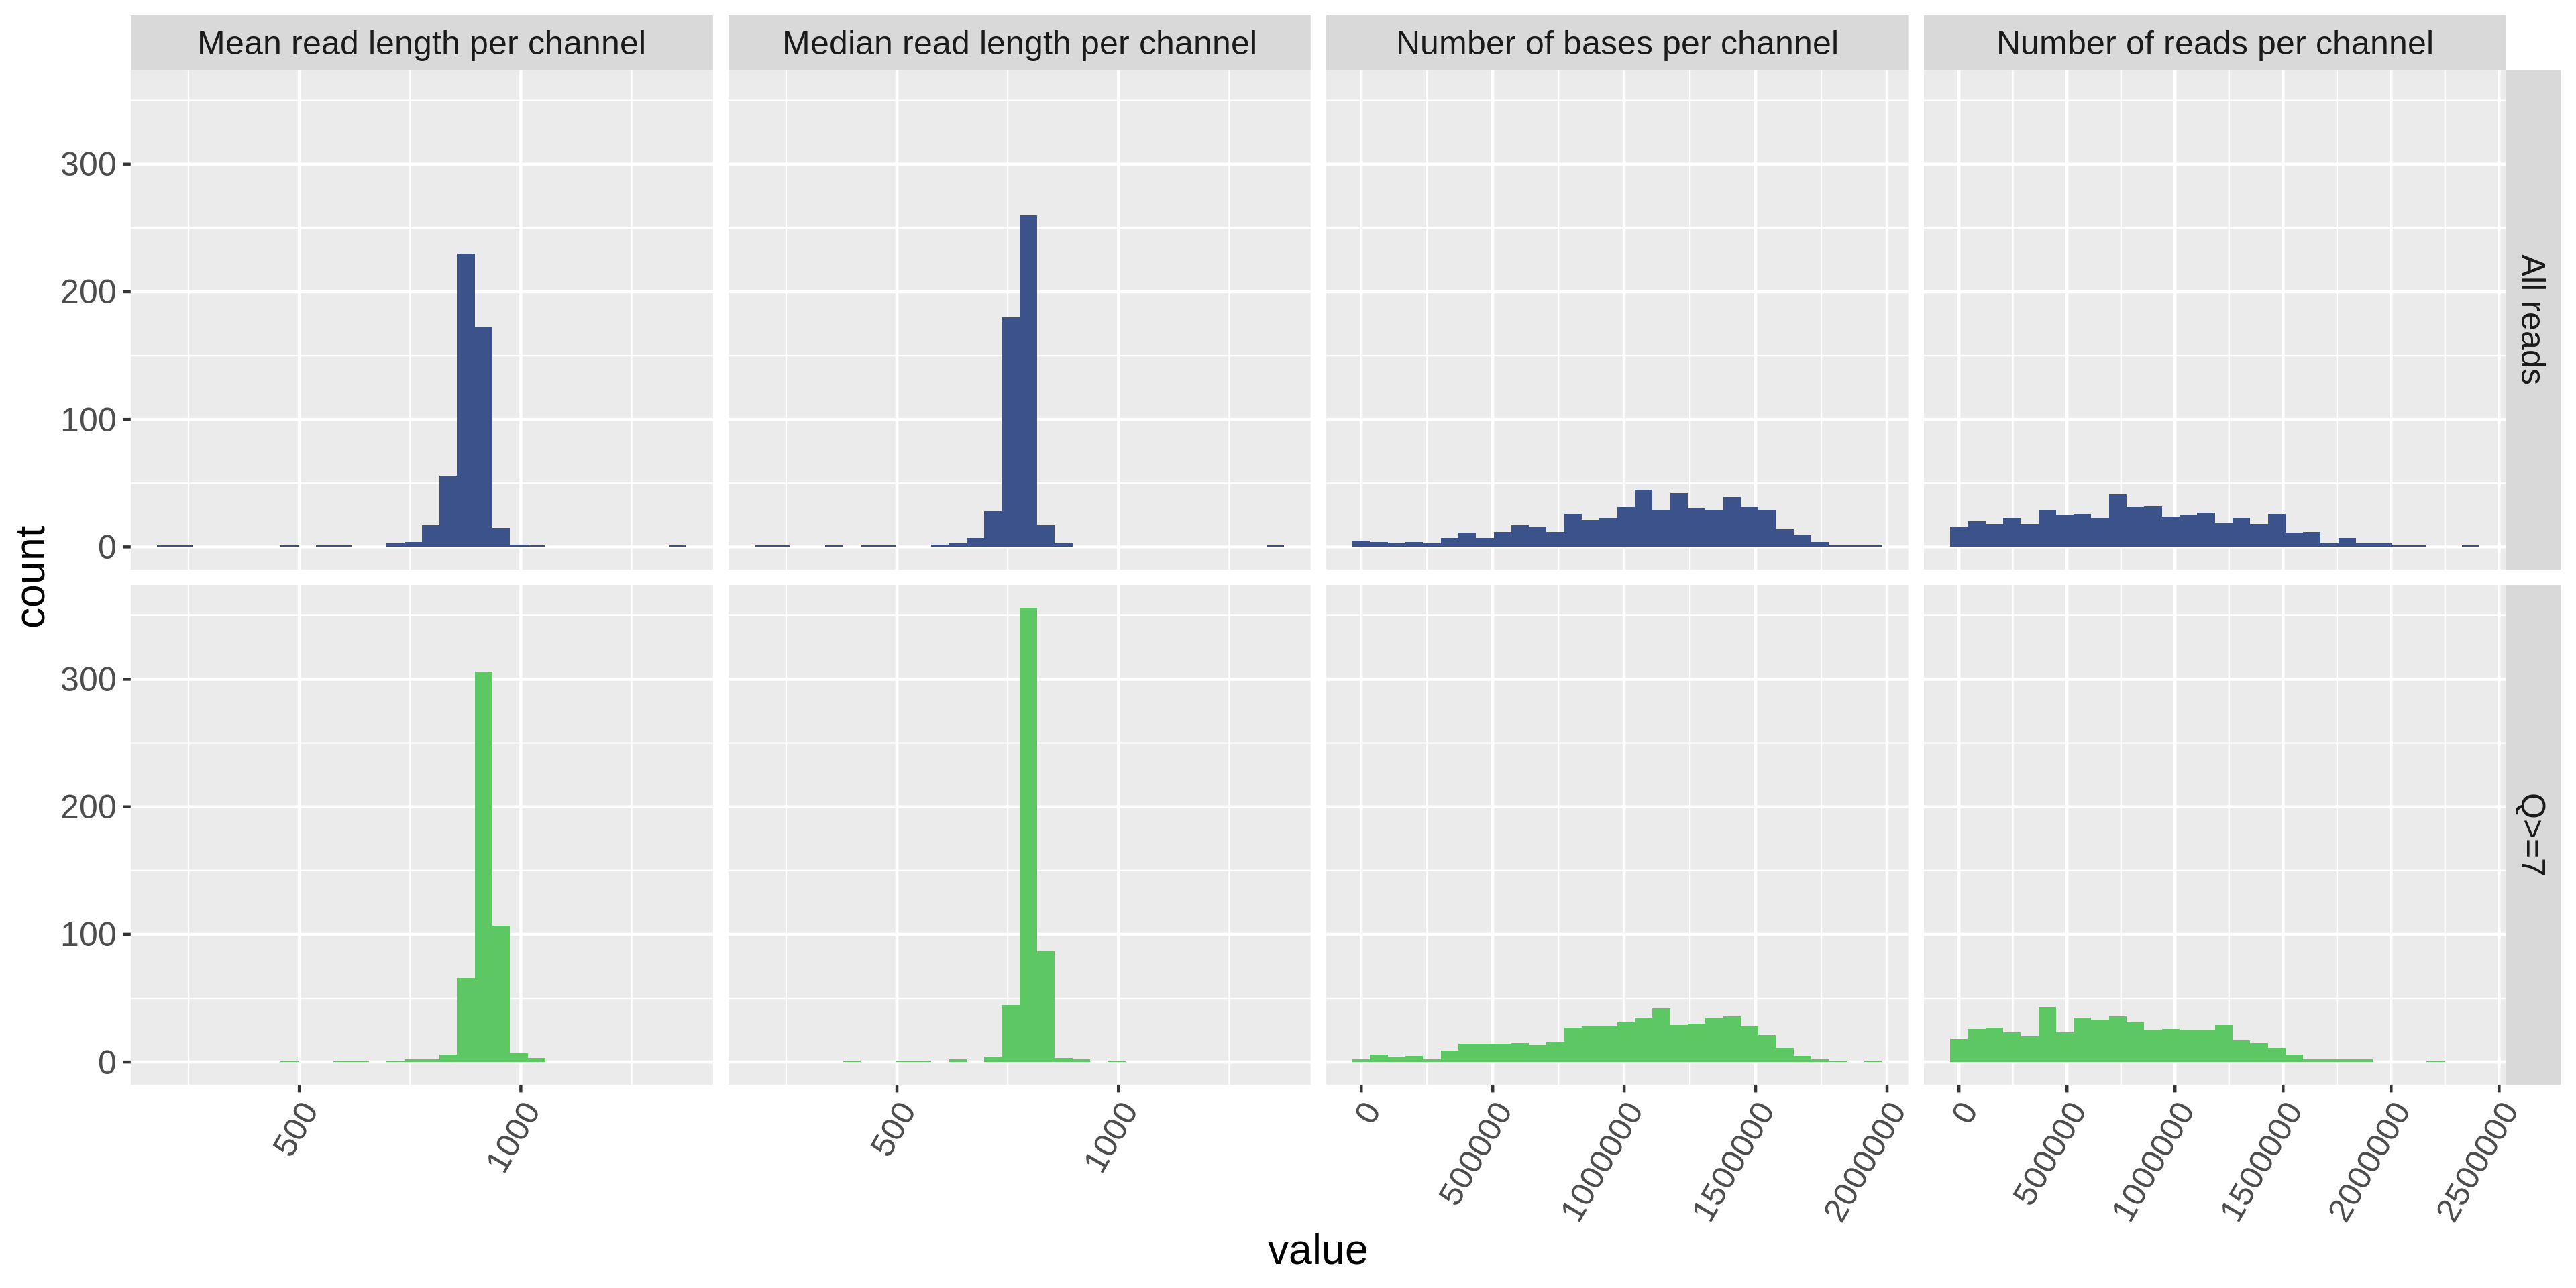 Mean read length per channel
Median read length per channel
Number of bases per channel
Number of reads per channel
300
200
100
0
All reads
count
300
200
100
0
Q>=7
500
1000
500
1000
0
500000
1000000
1500000
2000000
0
500000
1000000
1500000
2000000
2500000
value